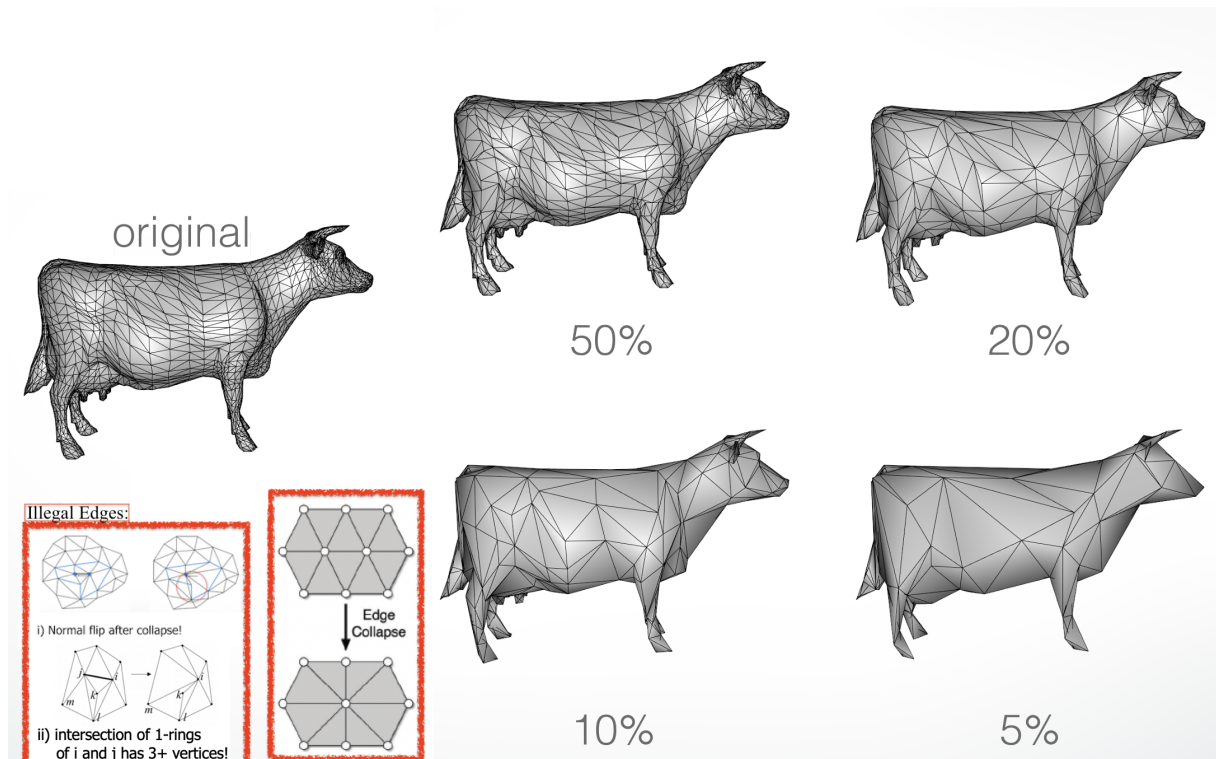 original
50%
20%
10%
5%
Illegal Edges:
i) Normal flip after collapse!
j
i
k
m
l
i
k
m
l
ii) intersection of 1-rings
of i and j has 3+ vertices!
Edge
Collapse